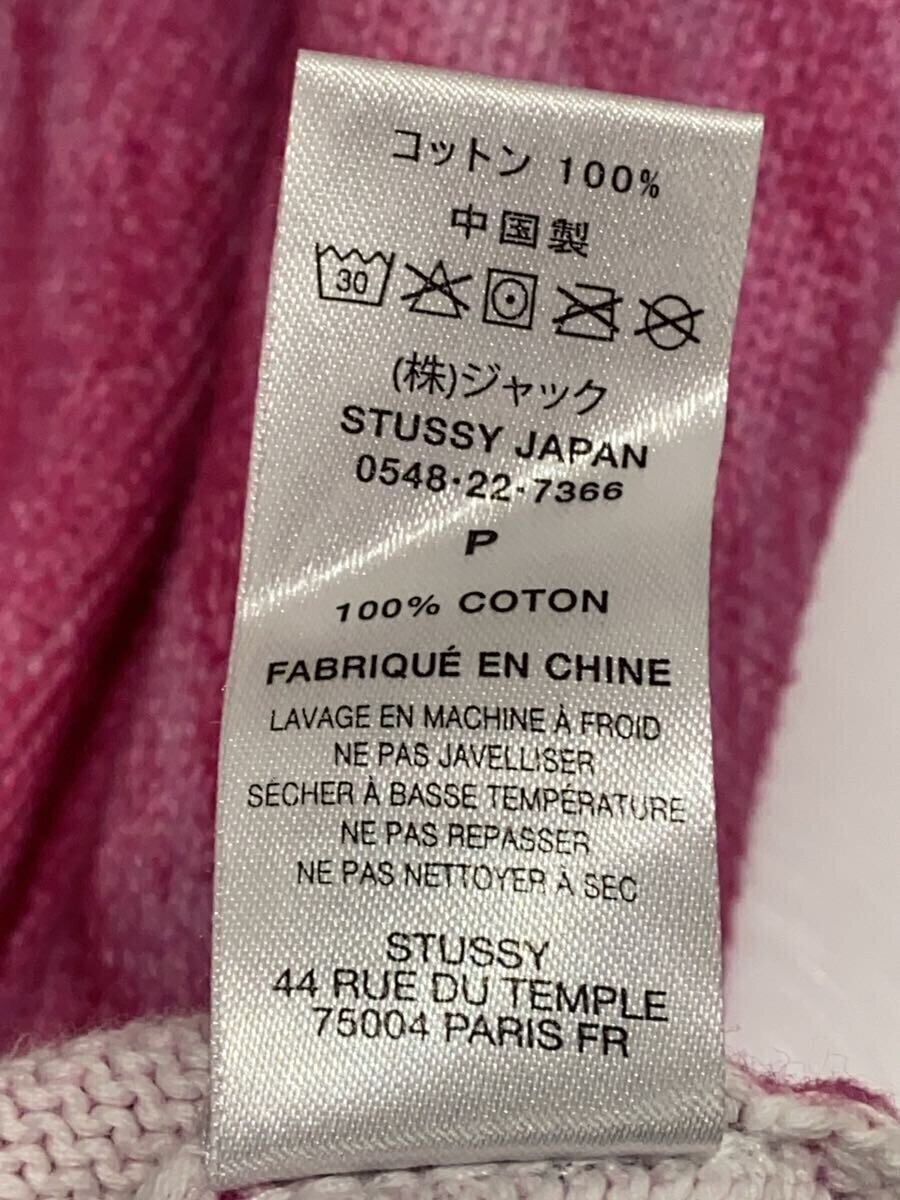 コットン 100%
中国製
30
(株)ジャック
STUSSY JAPAN
0548·22·7366
P
100% COTON
FABRIQUÉ EN CHINE
LAVAGE EN MACHINE À FROID
NE PAS JAVELLISER
SÉCHER À BASSE TEMPÉRATURE
NE PAS REPASSER
NE PAS NETTOYER À SEC
STUSSY
44 RUE DU TEMPLE
75004 PARIS FR